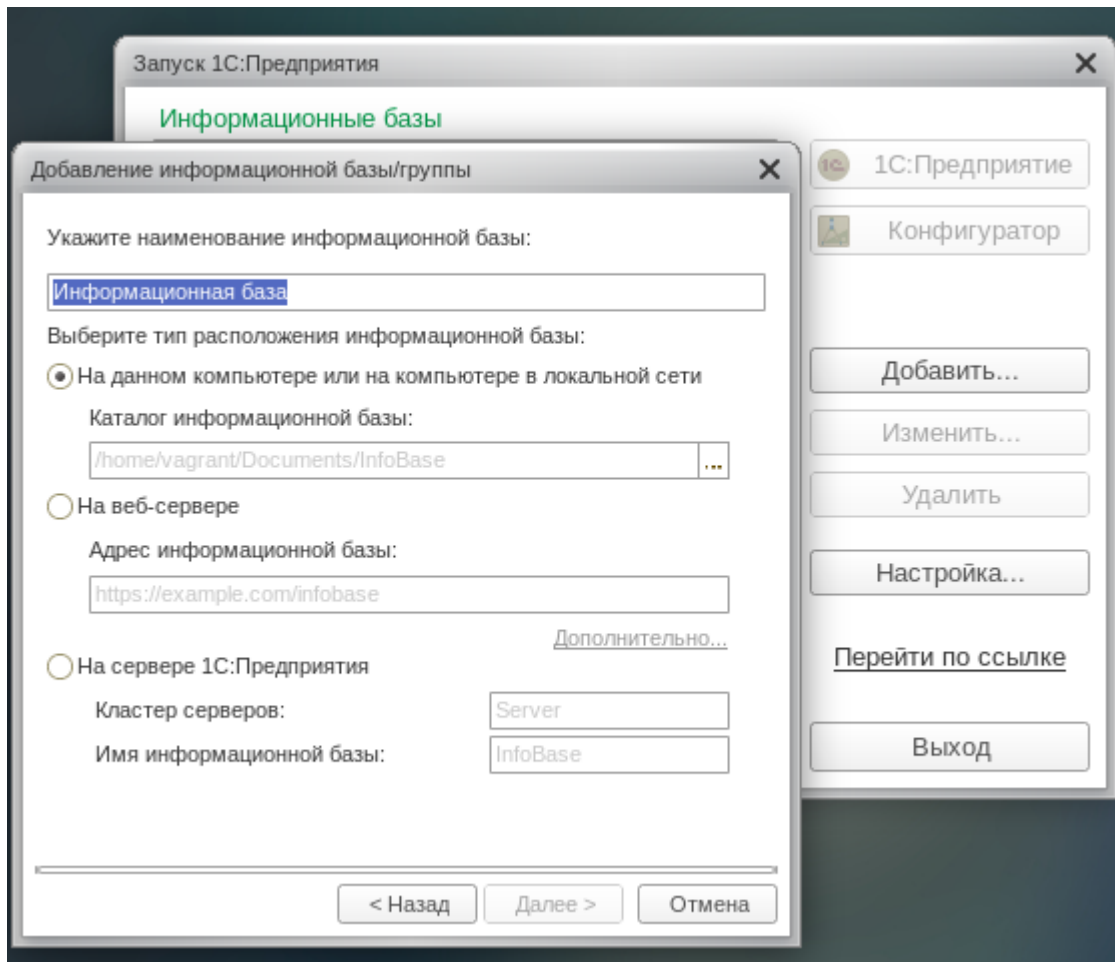 Запуск 1С:Предприятия
Информационные базы
1С:Предприятие
Конфигуратор
Добавить...
Изменить...
Удалить
Настройка...
Перейти по ссылке
Выход
Добавление информационной базы/группы
Укажите наименование информационной базы:
Информационная база
Выберите тип расположения информационной базы:
На данном компьютере или на компьютере в локальной сети
Каталог информационной базы:
/home/vagrant/Documents/InfoBase
...
На веб-сервере
Адрес информационной базы:
https://example.com/infobase
Дополнительно...
На сервере 1С:Предприятия
Кластер серверов: Server
Имя информационной базы: InfoBase
< Назад Далее > Отмена